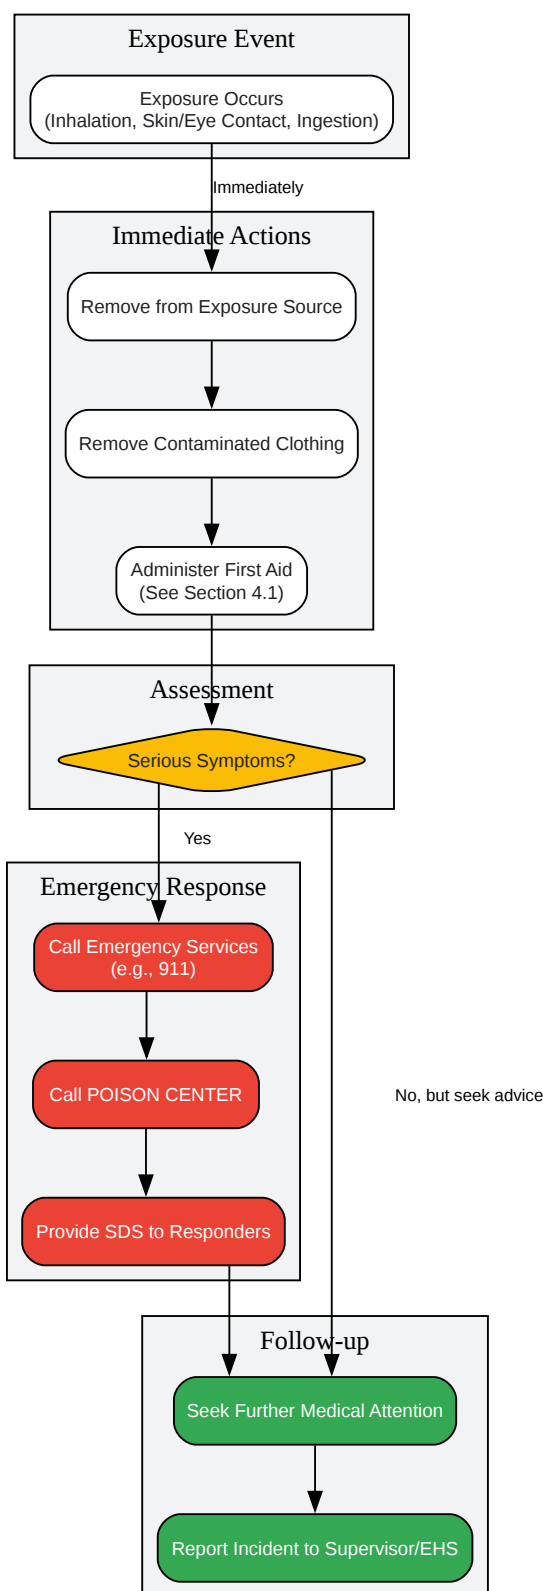 Exposure Event
Exposure Occurs
(Inhalation, Skin/Eye Contact, Ingestion)
Immediately
Immediate Actions
Remove from Exposure Source
Remove Contaminated Clothing
Administer First Aid
(See Section 4.1)
Assessment
Serious Symptoms?
Yes
Emergency Response
Call Emergency Services
(e.g., 911)
Call POISON CENTER
No, but seek advice
Provide SDS to Responders
Follow-up
Seek Further Medical Attention
Report Incident to Supervisor/EHS